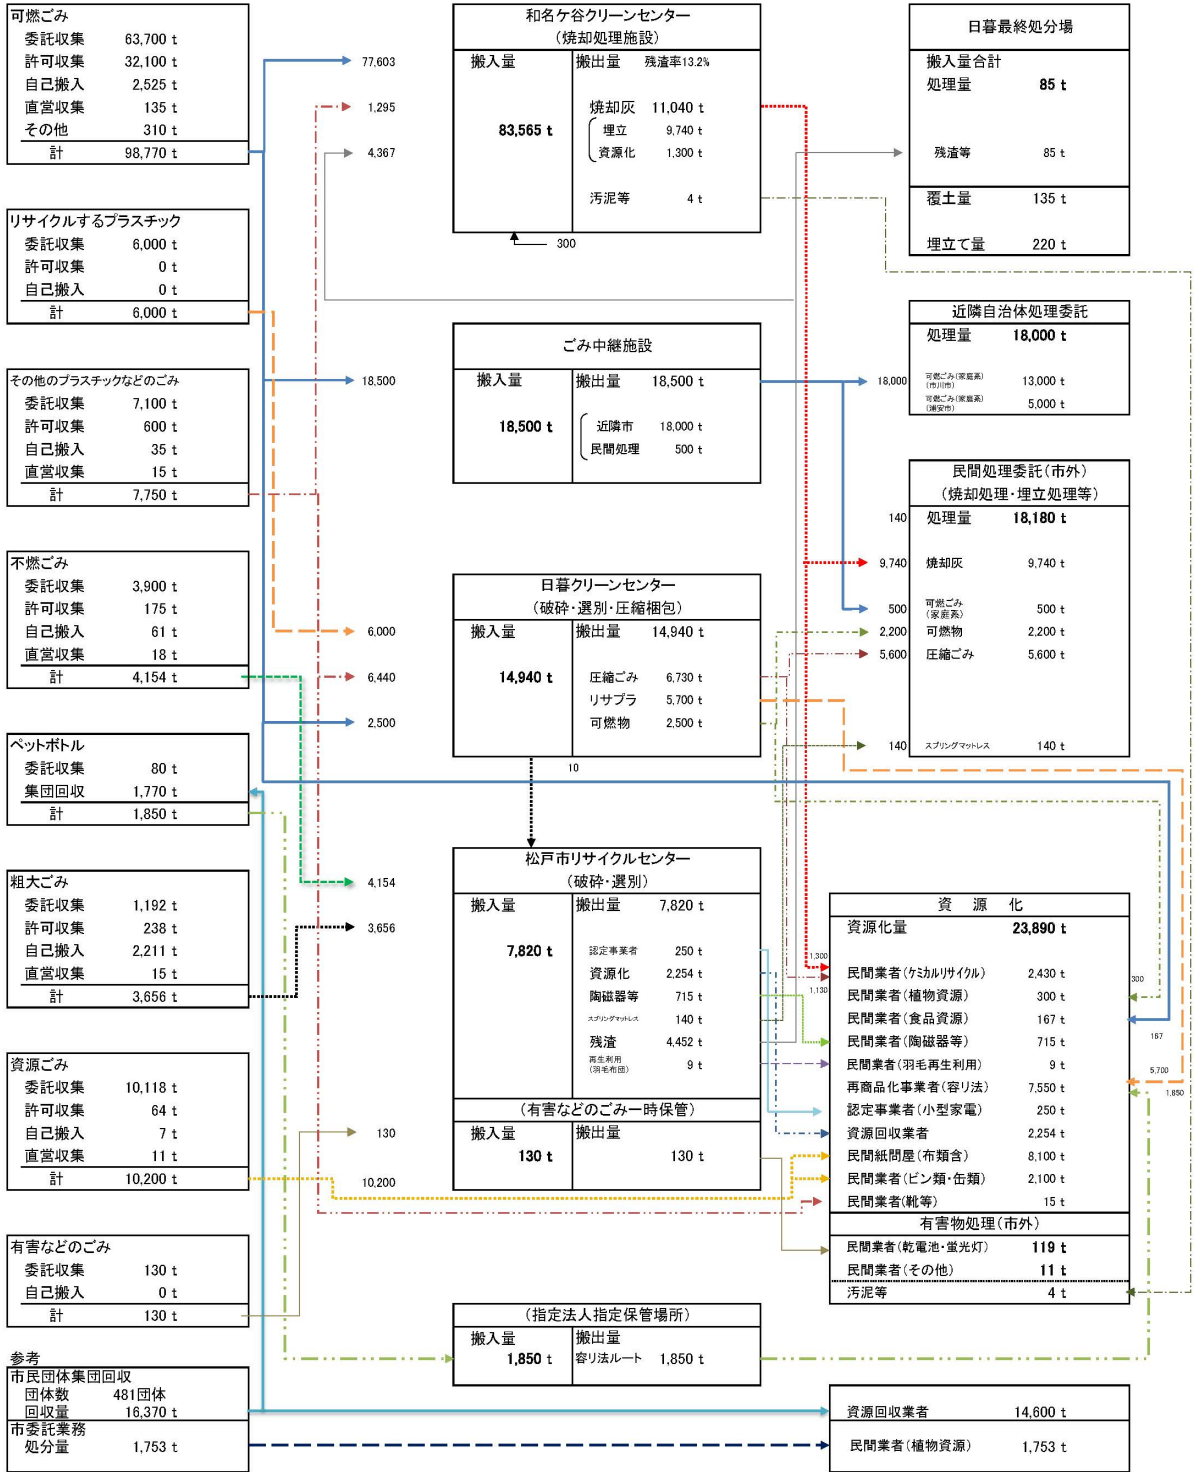 可燃ごみ
委託収集 63,700 t
許可収集 32,100 t
自己搬入 2,525 t
直営収集 135 t
その他 310 t
計 98,770 t
リサイクルするプラスチック
委託収集 6,000 t
許可収集 0 t
自己搬入 0 t
計 6,000 t
その他のプラスチックなどのごみ
委託収集 7,100 t
許可収集 600 t
自己搬入 35 t
直営収集 15 t
計 7,750 t
不燃ごみ
委託収集 3,900 t
許可収集 175 t
自己搬入 61 t
直営収集 18 t
計 4,154 t
ペットボトル
委託収集 80 t
集団回収 1,770 t
計 1,850 t
粗大ごみ
委託収集 1,192 t
許可収集 238 t
自己搬入 2,211 t
直営収集 15 t
計 3,656 t
資源ごみ
委託収集 10,118 t
許可収集 64 t
自己搬入 7 t
直営収集 11 t
計 10,200 t
有害などのごみ
委託収集 130 t
自己搬入 0 t
計 130 t
参考
市民団体集団回収
団体数 481団体
回収量 16,370 t
市委託業務
処分量 1,753 t
77,603
1,295
4,367
18,500
6,000
6,440
2,500
4,154
3,656
130
10,200
和名ケ谷クリーンセンター
(焼却処理施設)
搬入量 搬出量 残渣率13.2%
焼却灰 11,040 t
83,565 t 埋立 9,740 t
資源化 1,300 t
汚泥等 4 t
300
ごみ中継施設
搬入量 搬出量 18,500 t
18,500 t 近隣市 18,000 t
民間処理 500 t
日暮クリーンセンター
(破砕・選別・圧縮梱包)
搬入量 搬出量 14,940 t
14,940 t 圧縮ごみ 6,730 t
リサプラ 5,700 t
可燃物 2,500 t
10
松戸市リサイクルセンター
(破砕・選別)
搬入量 搬出量 7,820 t
7,820 t 認定事業者 250 t
資源化 2,254 t
陶磁器等 715 t
スプリングマットレス 140 t
残渣 4,452 t
再生利用
(羽毛布団) 9 t
(有害などのごみ一時保管)
搬入量 搬出量
130 t 130 t
(指定法人指定保管場所)
搬入量 搬出量
1,850 t 容リ法ルート 1,850 t
日暮最終処分場
搬入量合計
処理量 85 t
残渣等 85 t
覆土量 135 t
埋立て量 220 t
近隣自治体処理委託
処理量 18,000 t
18,000
可燃ごみ(家庭系)
(市川市) 13,000 t
可燃ごみ(家庭系)
(浦安市) 5,000 t
民間処理委託(市外)
(焼却処理・埋立処理等)
140 処理量 18,180 t
9,740 焼却灰 9,740 t
500 可燃ごみ
(家庭系) 500 t
2,200 可燃物 2,200 t
5,600 圧縮ごみ 5,600 t
140 スプリングマットレス 140 t
資 源 化
資源化量 23,890 t
1,300
民間業者(ケミカルリサイクル) 2,430 t
1,130
300
民間業者(植物資源) 300 t
民間業者(食品資源) 167 t
167
民間業者(陶磁器等) 715 t
民間業者(羽毛再生利用) 9 t
5,700
再商品化事業者(容リ法) 7,550 t
1,850
認定事業者(小型家電) 250 t
資源回収業者 2,254 t
民間紙問屋(布類含) 8,100 t
民間業者(ビン類・缶類) 2,100 t
民間業者(靴等) 15 t
有害物処理(市外)
民間業者(乾電池・蛍光灯) 119 t
民間業者(その他) 11 t
汚泥等 4 t
資源回収業者 14,600 t
民間業者(植物資源) 1,753 t